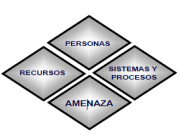 PERSONAS
RECURSOS
SISTEMAS Y
PROCESOS
AMENAZA